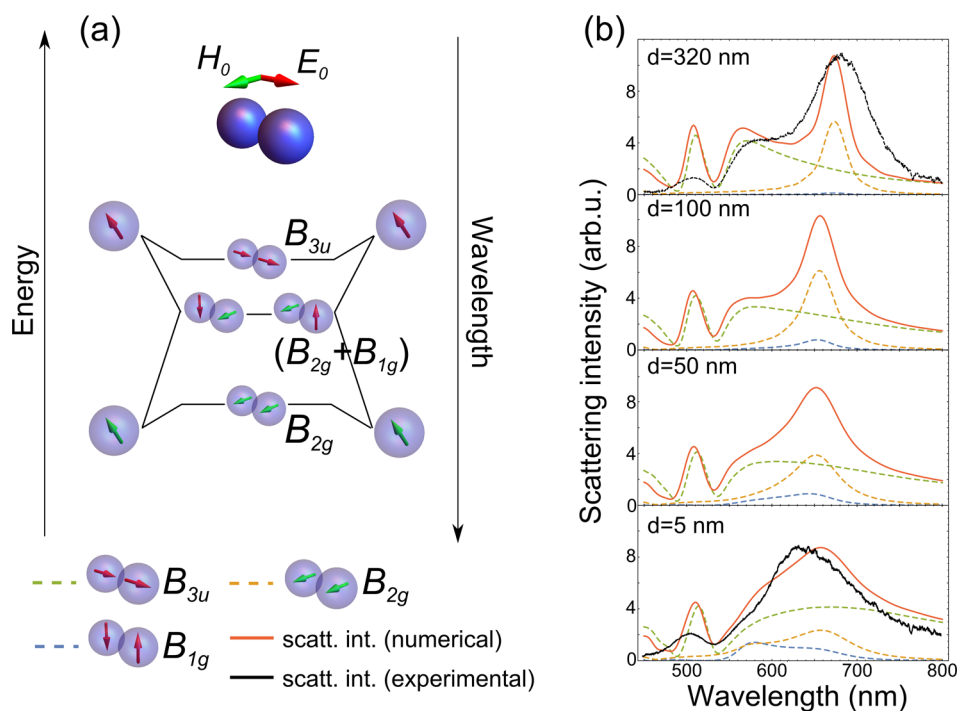 (a)
H₀
E₀
Energy
Wavelength
B₃ᵤ
(B₂g+B₁g)
B₂g
B₃ᵤ
B₂g
B₁g
scatt. int. (numerical)
scatt. int. (experimental)
(b)
Scattering intensity (arb.u.)
d=320 nm
8
4
0
d=100 nm
8
4
0
d=50 nm
8
4
0
d=5 nm
8
4
0
500 600 700 800
Wavelength (nm)